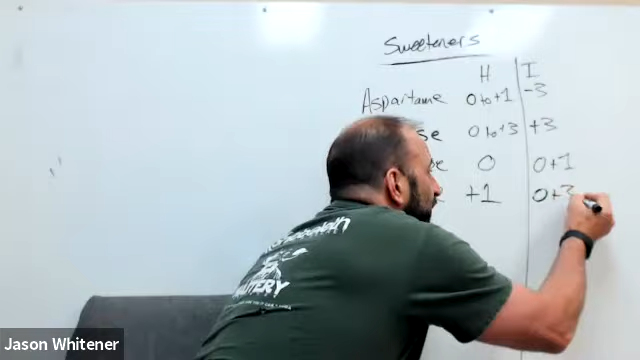 Sweeteners
H I
Aspartame 0 to +1 -3
se 0 to +3 +3
0 0+1
+1 0+3
Jason Whitener